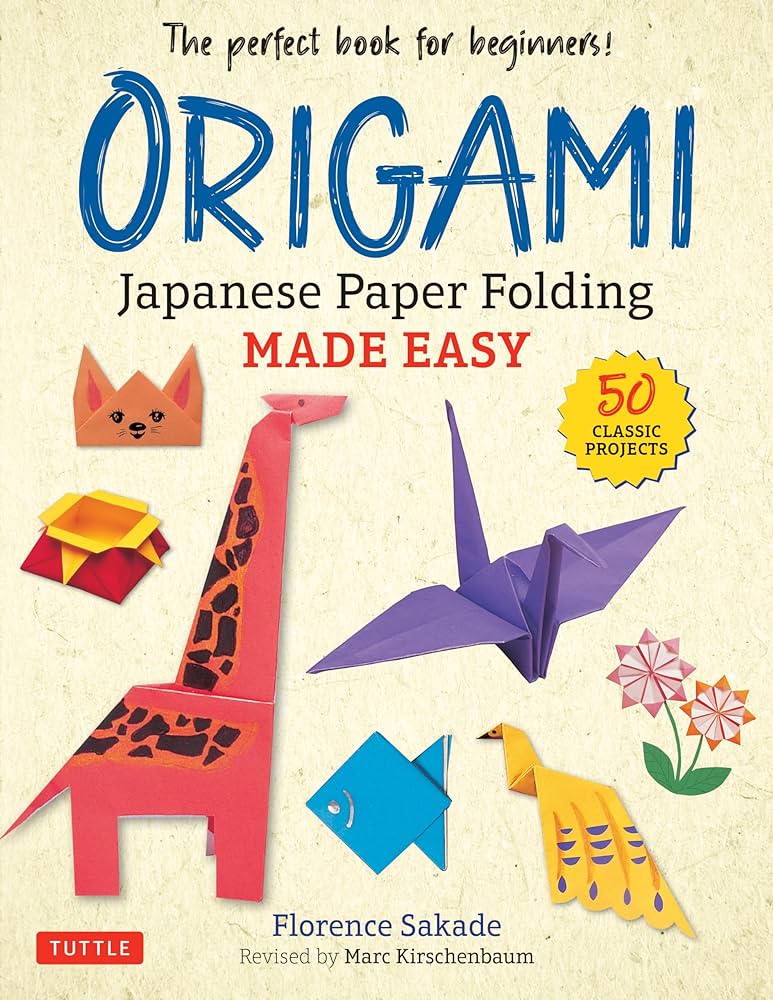 The perfect book for beginners!
ORIGAMI
Japanese Paper Folding
MADE EASY
50
CLASSIC
PROJECTS
Florence Sakade
TUTTLE
Revised by Marc Kirschenbaum